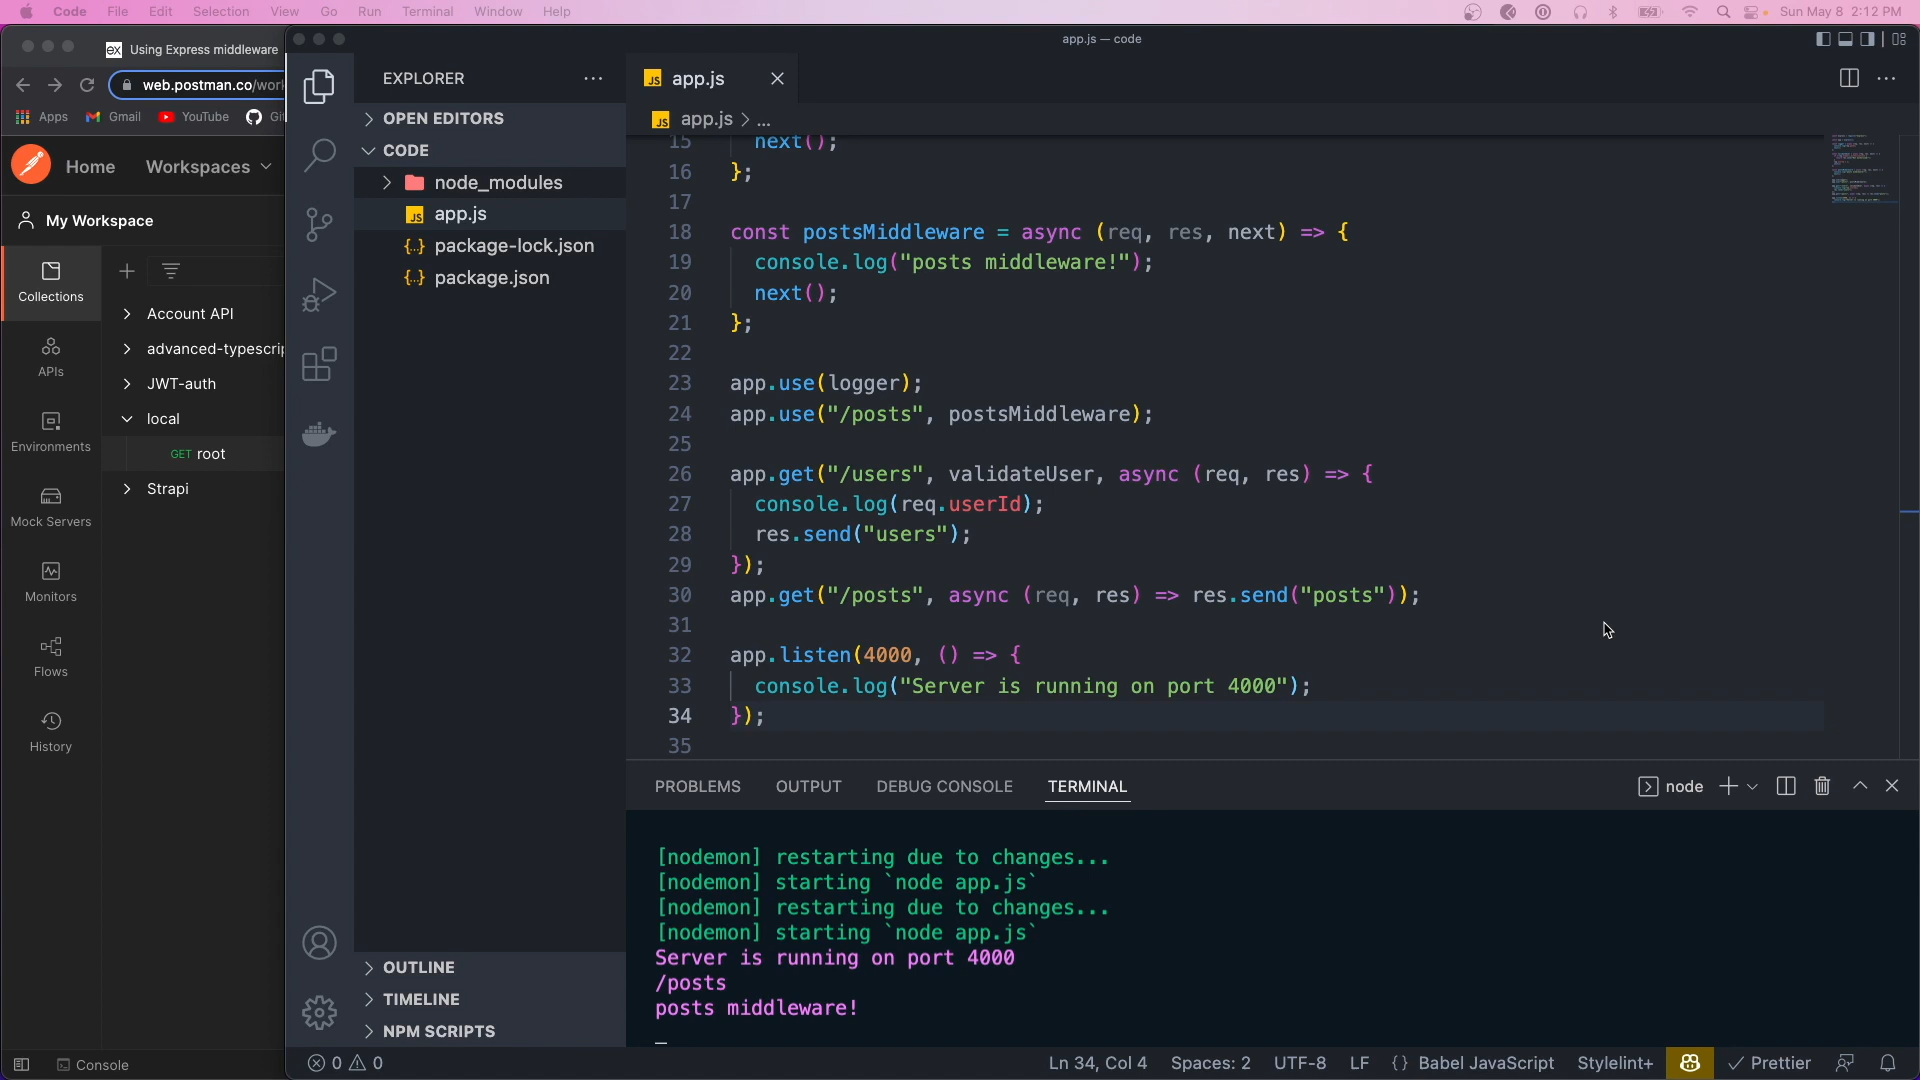 Code File Edit Selection View Go Run Terminal Window Help Sun May 8 2:12 PM
Using Express middleware
web.postman.co/work
Apps Gmail YouTube Git
Home Workspaces
My Workspace
Collections
APIs
Environments
Mock Servers
Monitors
Flows
History
Account API
advanced-typescrip
JWT-auth
local
GET root
Strapi
Console
app.js — code
EXPLORER
OPEN EDITORS
CODE
node_modules
JS app.js
{..} package-lock.json
{..} package.json
OUTLINE
TIMELINE
NPM SCRIPTS
JS app.js
JS app.js > ...
15 next();
16 };
17
18 const postsMiddleware = async (req, res, next) => {
19 console.log("posts middleware!");
20 next();
21 };
22
23 app.use(logger);
24 app.use("/posts", postsMiddleware);
25
26 app.get("/users", validateUser, async (req, res) => {
27 console.log(req.userId);
28 res.send("users");
29 });
30 app.get("/posts", async (req, res) => res.send("posts"));
31
32 app.listen(4000, () => {
33 console.log("Server is running on port 4000");
34 });
35
PROBLEMS OUTPUT DEBUG CONSOLE TERMINAL node
[nodemon] restarting due to changes...
[nodemon] starting `node app.js`
[nodemon] restarting due to changes...
[nodemon] starting `node app.js`
Server is running on port 4000
/posts
posts middleware!
0 0 Ln 34, Col 4 Spaces: 2 UTF-8 LF {} Babel JavaScript Stylelint+ Prettier